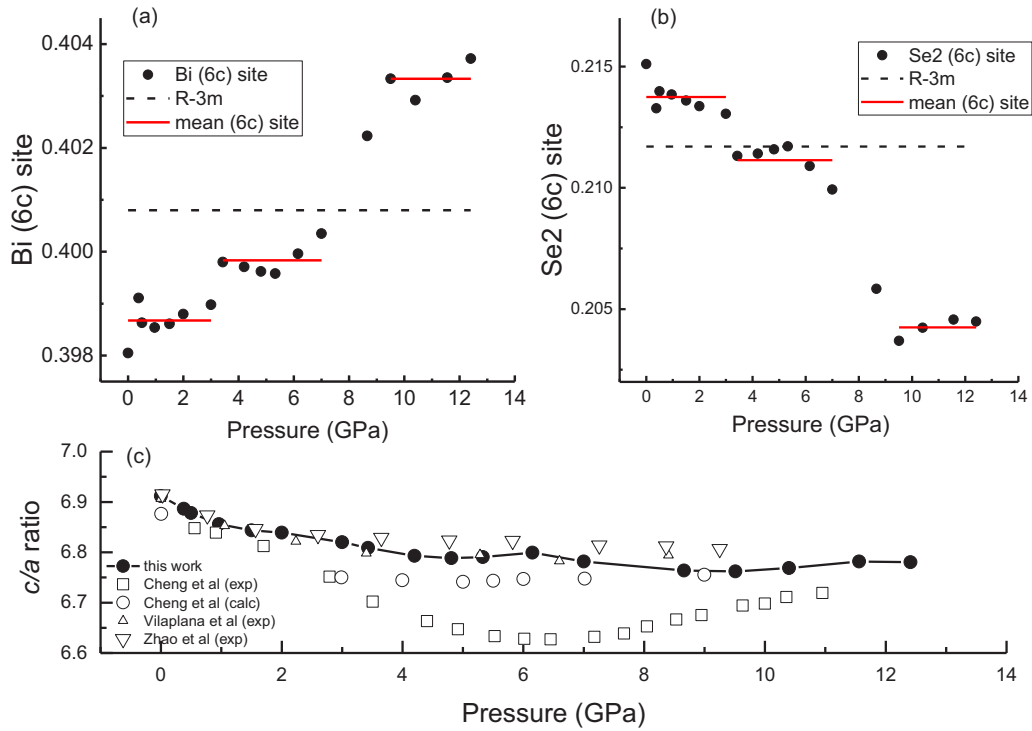 (a)
0.404
0.402
0.400
0.398
Bi (6c) site
Bi (6c) site
R-3m
mean (6c) site
0 2 4 6 8 10 12 14
Pressure (GPa)
(b)
0.215
0.210
0.205
Se2 (6c) site
Se2 (6c) site
R-3m
mean (6c) site
0 2 4 6 8 10 12 14
Pressure (GPa)
(c)
7.0
6.9
6.8
6.7
6.6
c/a ratio
this work
Cheng et al (exp)
Cheng et al (calc)
Vilaplana et al (exp)
Zhao et al (exp)
0 2 4 6 8 10 12 14
Pressure (GPa)